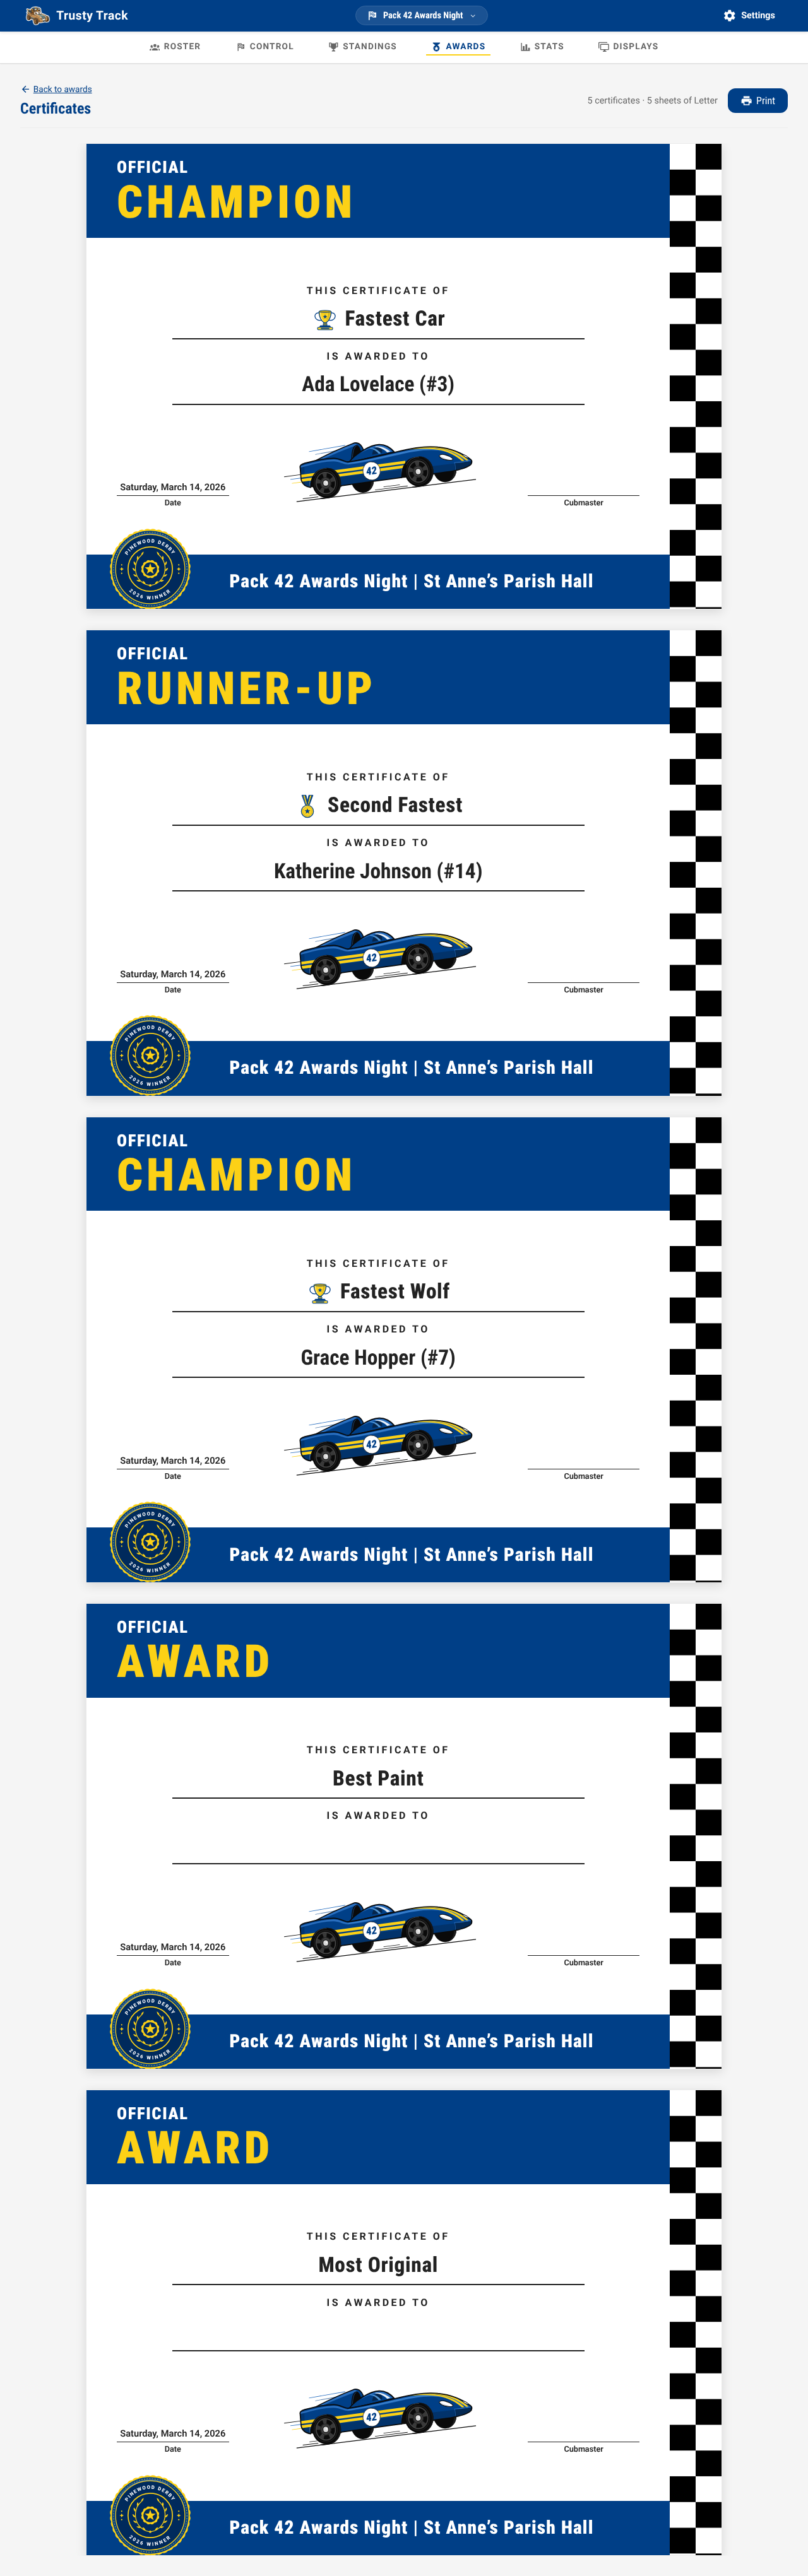 Trusty Track
Pack 42 Awards Night
Settings
ROSTER
CONTROL
STANDINGS
AWARDS
STATS
DISPLAYS
Back to awards
Certificates
5 certificates · 5 sheets of Letter
Print
OFFICIAL
CHAMPION
THIS CERTIFICATE OF
Fastest Car
IS AWARDED TO
Ada Lovelace (#3)
42
Saturday, March 14, 2026
Date
Cubmaster
PINEWOOD DERBY
2026 WINNER
Pack 42 Awards Night | St Anne’s Parish Hall
OFFICIAL
RUNNER-UP
THIS CERTIFICATE OF
Second Fastest
IS AWARDED TO
Katherine Johnson (#14)
42
Saturday, March 14, 2026
Date
Cubmaster
PINEWOOD DERBY
2026 WINNER
Pack 42 Awards Night | St Anne’s Parish Hall
OFFICIAL
CHAMPION
THIS CERTIFICATE OF
Fastest Wolf
IS AWARDED TO
Grace Hopper (#7)
42
Saturday, March 14, 2026
Date
Cubmaster
PINEWOOD DERBY
2026 WINNER
Pack 42 Awards Night | St Anne’s Parish Hall
OFFICIAL
AWARD
THIS CERTIFICATE OF
Best Paint
IS AWARDED TO
42
Saturday, March 14, 2026
Date
Cubmaster
PINEWOOD DERBY
2026 WINNER
Pack 42 Awards Night | St Anne’s Parish Hall
OFFICIAL
AWARD
THIS CERTIFICATE OF
Most Original
IS AWARDED TO
42
Saturday, March 14, 2026
Date
Cubmaster
PINEWOOD DERBY
2026 WINNER
Pack 42 Awards Night | St Anne’s Parish Hall